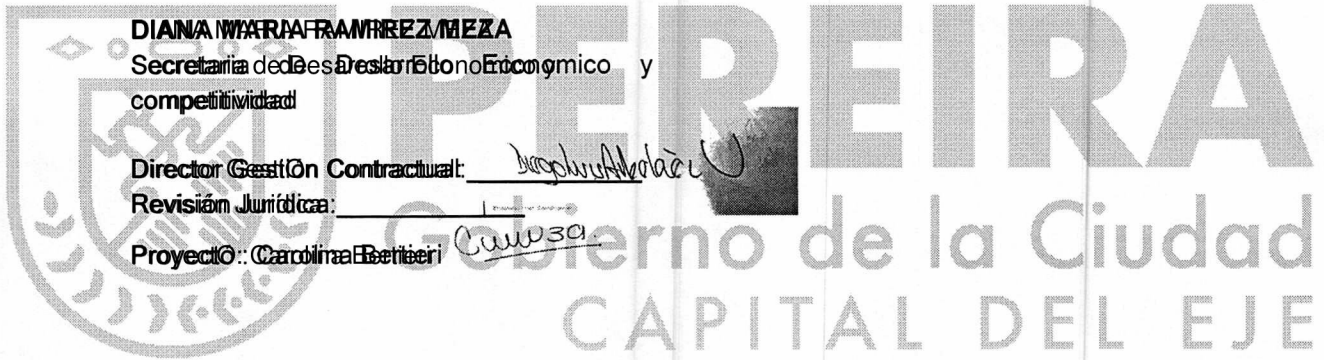 DIANA MARIA RAMIREZ MEZA
Secretaria de Desarrollo Economico y
competitividad
Director Gestión Contractual:
Revisión Jurídica:
Proyectó: Carolina
PEREIRA
Gobierno de la Ciudad
CAPITAL DEL EJE